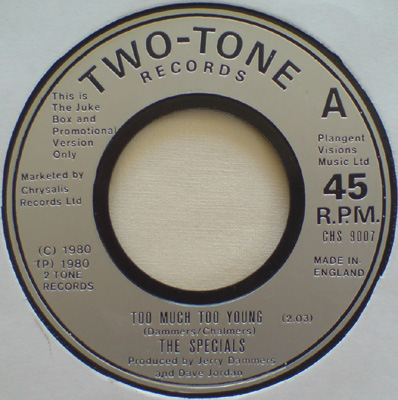 TWO-TONE
RECORDS
A
This is
The Juke
Box and
Promotional
Version
Only
Marketed by
Chrysalis
Records Ltd
(C) 1980
(P) 1980
2 TONE
RECORDS
Plangent
Visions
Music Ltd
45
R.P.M.
CHS 9007
MADE IN
ENGLAND
TOO MUCH TOO YOUNG (2.03)
(Dammers/Chalmers)
THE SPECIALS
Produced by Jerry Dammers
and Dave Jordan